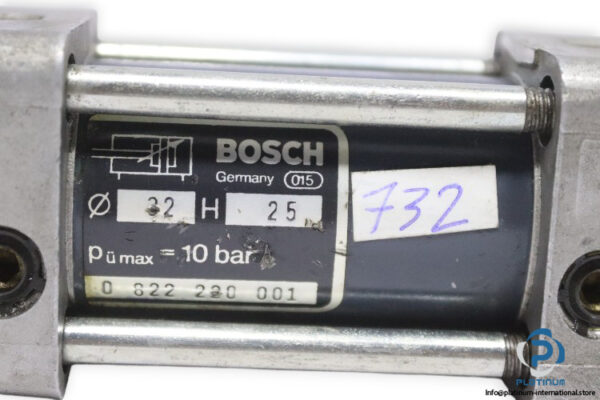 BOSCH
Germany 015
Ø 32 H 25
pü max = 10 bar
0 822 220 001
732
PLATINUM
Info@platinum-international.store